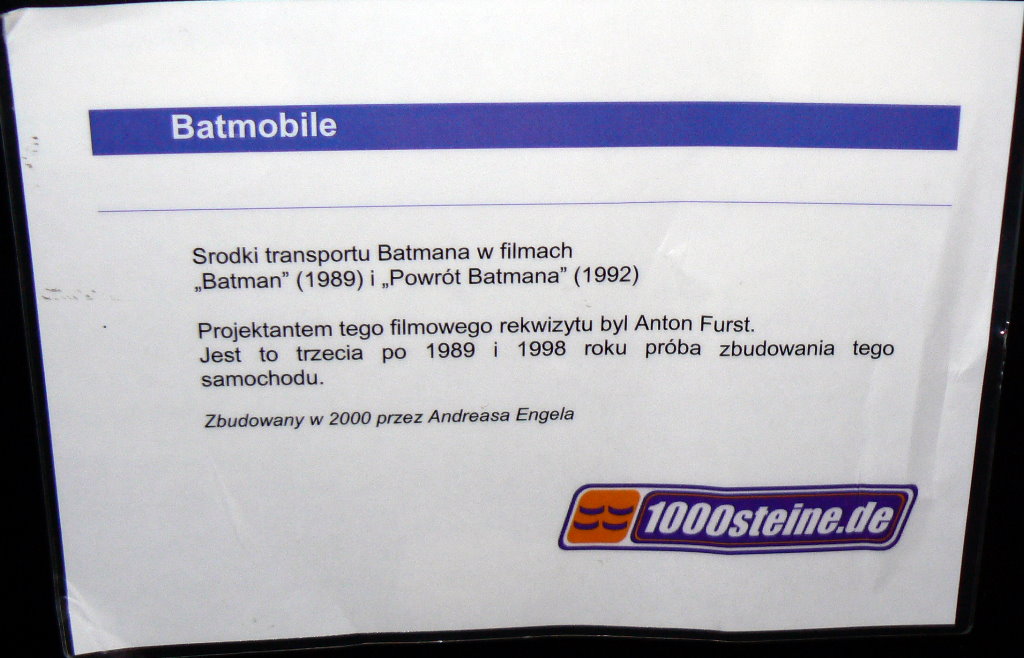 Batmobile
Srodki transportu Batmana w filmach
„Batman” (1989) i „Powrót Batmana” (1992)
Projektantem tego filmowego rekwizytu byl Anton Furst.
Jest to trzecia po 1989 i 1998 roku próba zbudowania tego
samochodu.
Zbudowany w 2000 przez Andreasa Engela
1000steine.de